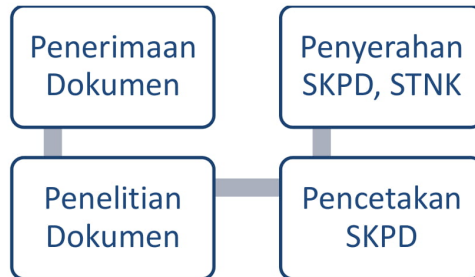 Penerimaan
Dokumen
Penelitian
Dokumen
Pencetakan
SKPD
Penyerahan
SKPD, STNK